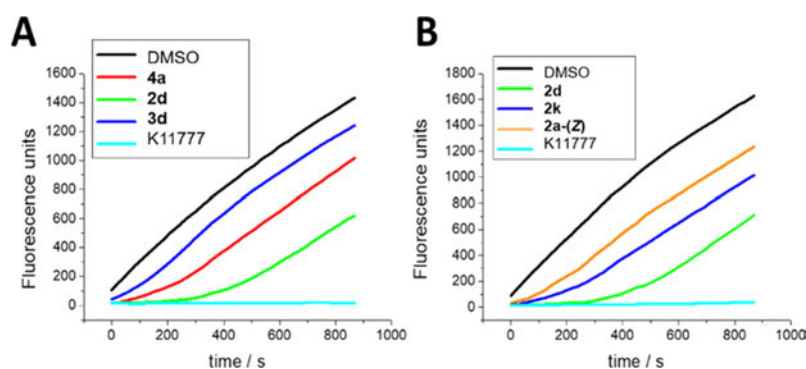 A
DMSO
4a
2d
3d
K11777
1600
1400
1200
1000
800
600
400
200
0
Fluorescence units
0 200 400 600 800 1000
time / s
B
DMSO
2d
2k
2a-(Z)
K11777
1800
1600
1400
1200
1000
800
600
400
200
0
Fluorescence units
0 200 400 600 800 1000
time / s